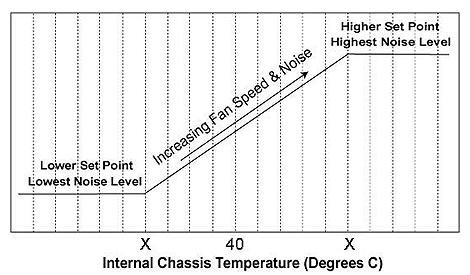 Higher Set Point
Highest Noise Level
Increasing Fan Speed & Noise
Lower Set Point
Lowest Noise Level
X 40 X
Internal Chassis Temperature (Degrees C)